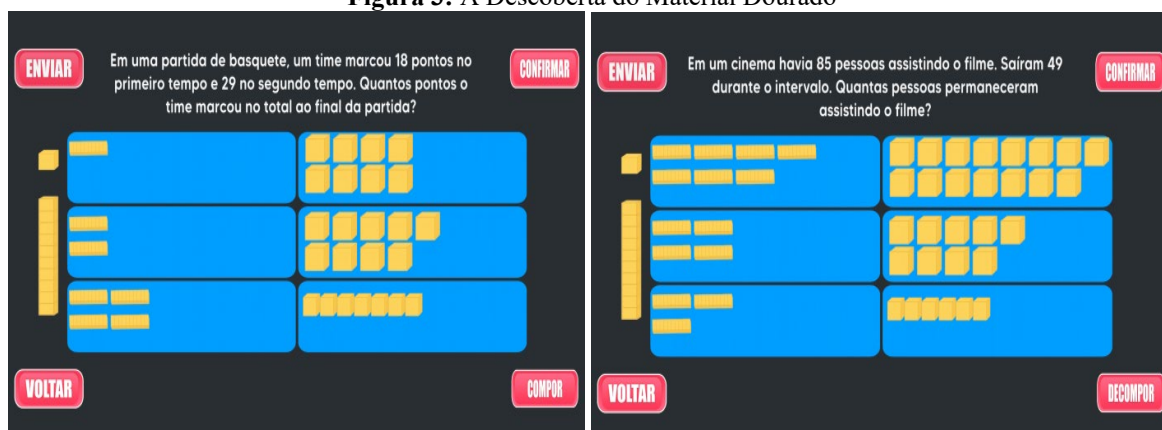 Figura 3: A Descoberta do Material Dourado
ENVIAR
Em uma partida de basquete, um time marcou 18 pontos no
primeiro tempo e 29 no segundo tempo. Quantos pontos o
time marcou no total ao final da partida?
CONFIRMAR
VOLTAR
COMPOR
ENVIAR
Em um cinema havia 85 pessoas assistindo o filme. Saíram 49
durante o intervalo. Quantas pessoas permaneceram
assistindo o filme?
CONFIRMAR
VOLTAR
DECOMPOR